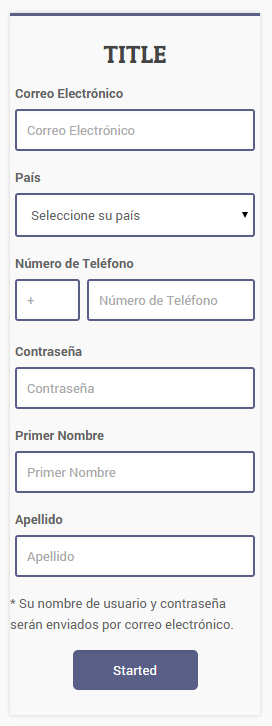 TITLE
Correo Electrónico
Correo Electrónico
País
Seleccione su país
Número de Teléfono
+ Número de Teléfono
Contraseña
Contraseña
Primer Nombre
Primer Nombre
Apellido
Apellido
* Su nombre de usuario y contraseña
serán enviados por correo electrónico.
Started